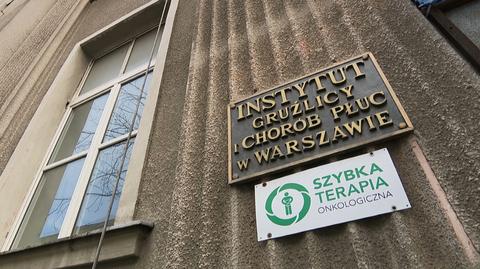 INSTYTUT
GRUŹLICY
I CHORÓB PŁUC
W WARSZAWIE
SZYBKA
TERAPIA
ONKOLOGICZNA